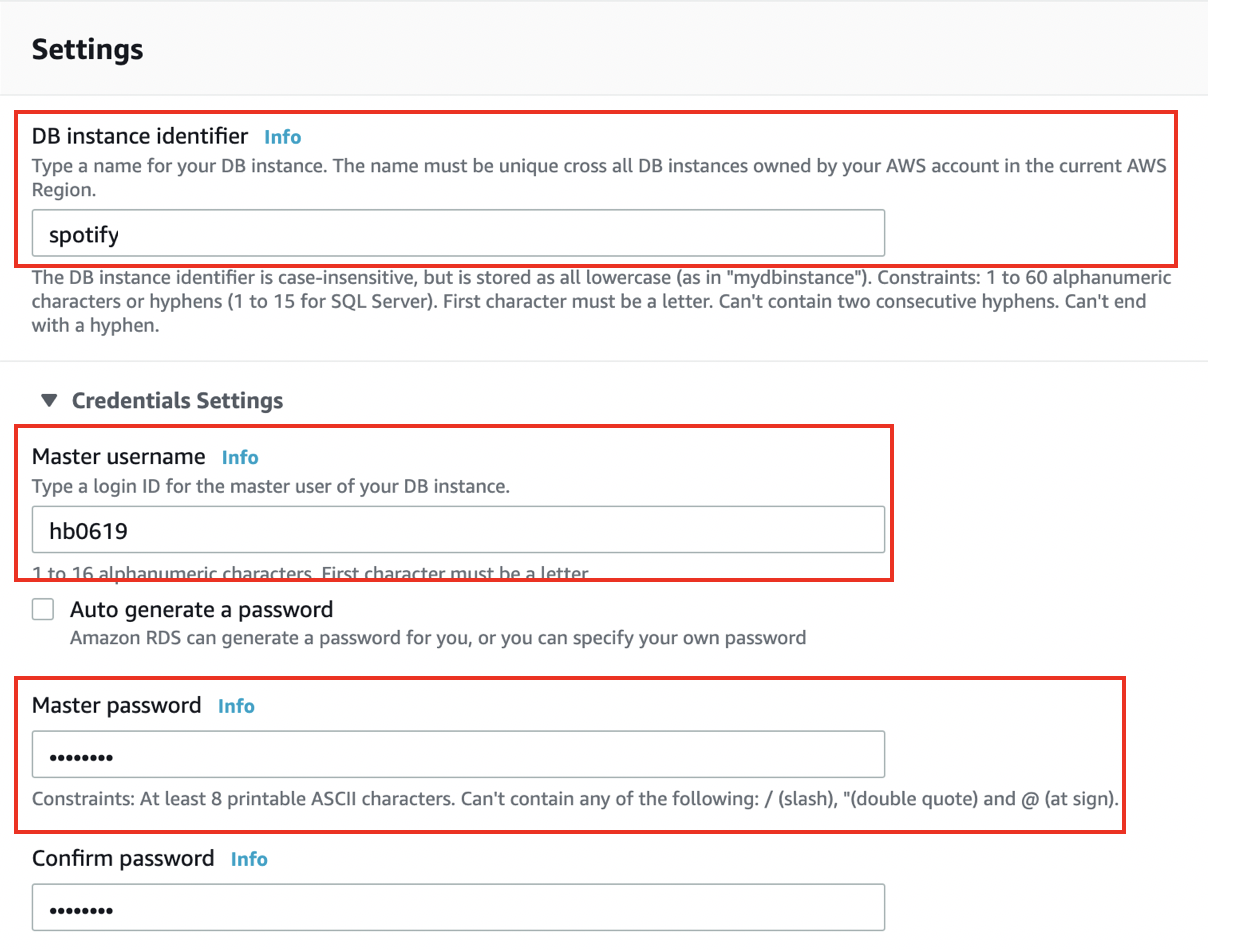 Settings
DB instance identifier Info
Type a name for your DB instance. The name must be unique cross all DB instances owned by your AWS account in the current AWS
Region.
spotify
The DB instance identifier is case-insensitive, but is stored as all lowercase (as in "mydbinstance"). Constraints: 1 to 60 alphanumeric
characters or hyphens (1 to 15 for SQL Server). First character must be a letter. Can't contain two consecutive hyphens. Can't end
with a hyphen.
▼ Credentials Settings
Master username Info
Type a login ID for the master user of your DB instance.
hb0619
1 to 16 alphanumeric characters. First character must be a letter
Auto generate a password
Amazon RDS can generate a password for you, or you can specify your own password
Master password Info
••••••••
Constraints: At least 8 printable ASCII characters. Can't contain any of the following: / (slash), "(double quote) and @ (at sign).
Confirm password Info
••••••••